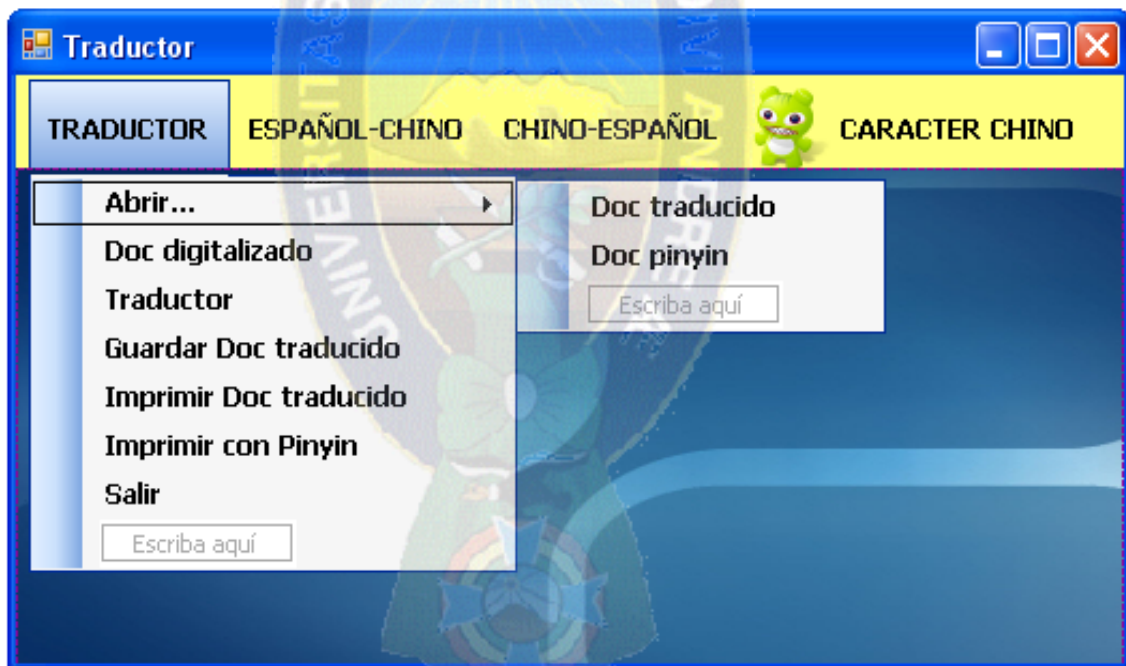 Traductor
TRADUCTOR ESPAÑOL-CHINO CHINO-ESPAÑOL CARACTER CHINO
Abrir...
Doc digitalizado
Traductor
Guardar Doc traducido
Imprimir Doc traducido
Imprimir con Pinyin
Salir
Escriba aquí
Doc traducido
Doc pinyin
Escriba aquí